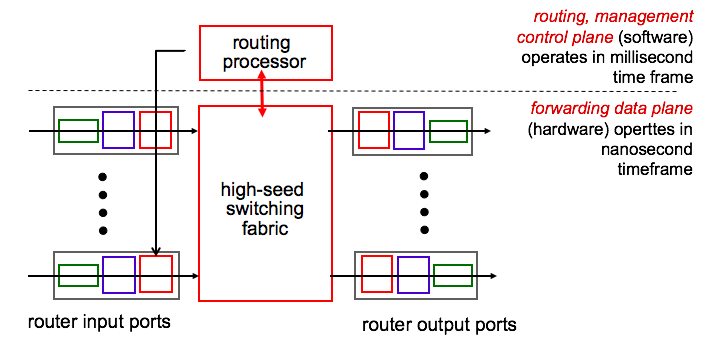 routing, management
control plane (software)
operates in millisecond
time frame
routing
processor
forwarding data plane
(hardware) operttes in
nanosecond
timeframe
high-seed
switching
fabric
router input ports
router output ports